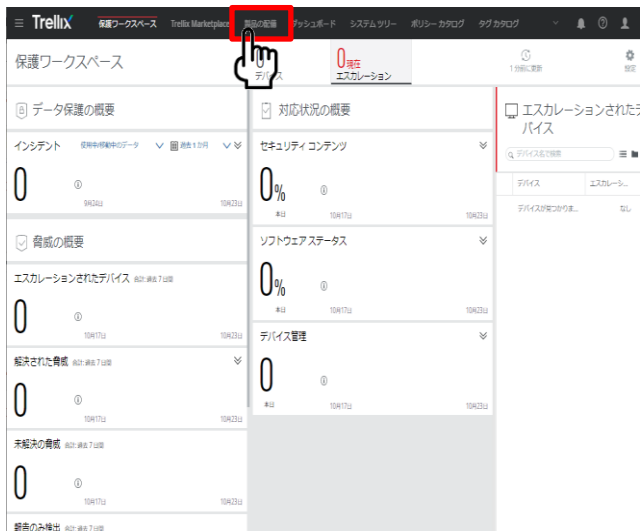 Trellix 保護ワークスペース Trellix Marketplace 製品の配備 ダッシュボード システム ツリー ポリシー カタログ タグ カタログ
保護ワークスペース
0
デバイス
0 現在
エスカレーション
1 分前に更新
設定
データ保護の概要
インシデント 使用中/移動中のデータ 過去 1 か月
0
9月24日 10月23日
脅威の概要
エスカレーションされたデバイス 合計: 過去 7 日間
0
10月17日 10月23日
解決された脅威 合計: 過去 7 日間
0
10月17日 10月23日
未解決の脅威 合計: 過去 7 日間
0
10月17日 10月23日
報告のみ検出 合計: 過去 7 日間
対応状況の概要
セキュリティ コンテンツ
0%
本日 10月17日 10月23日
ソフトウェア ステータス
0%
本日 10月17日 10月23日
デバイス管理
0
本日 10月17日 10月23日
エスカレーションされたデ
バイス
デバイス名で検索
デバイス エスカレーシ...
デバイスが見つかりま... なし